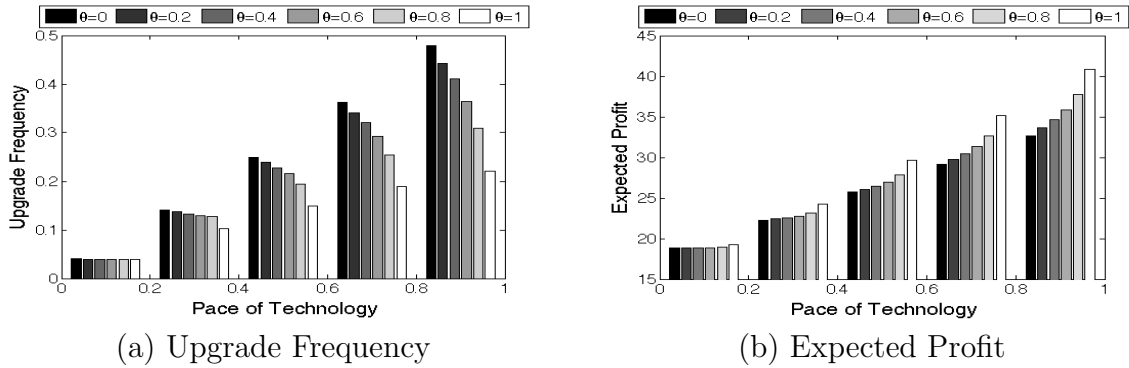 θ=0 θ=0.2 θ=0.4 θ=0.6 θ=0.8 θ=1
0.5
0.4
0.3
0.2
0.1
0
Upgrade Frequency
0 0.2 0.4 0.6 0.8 1
Pace of Technology
(a) Upgrade Frequency
θ=0 θ=0.2 θ=0.4 θ=0.6 θ=0.8 θ=1
45
40
35
30
25
20
15
Expected Profit
0 0.2 0.4 0.6 0.8 1
Pace of Technology
(b) Expected Profit